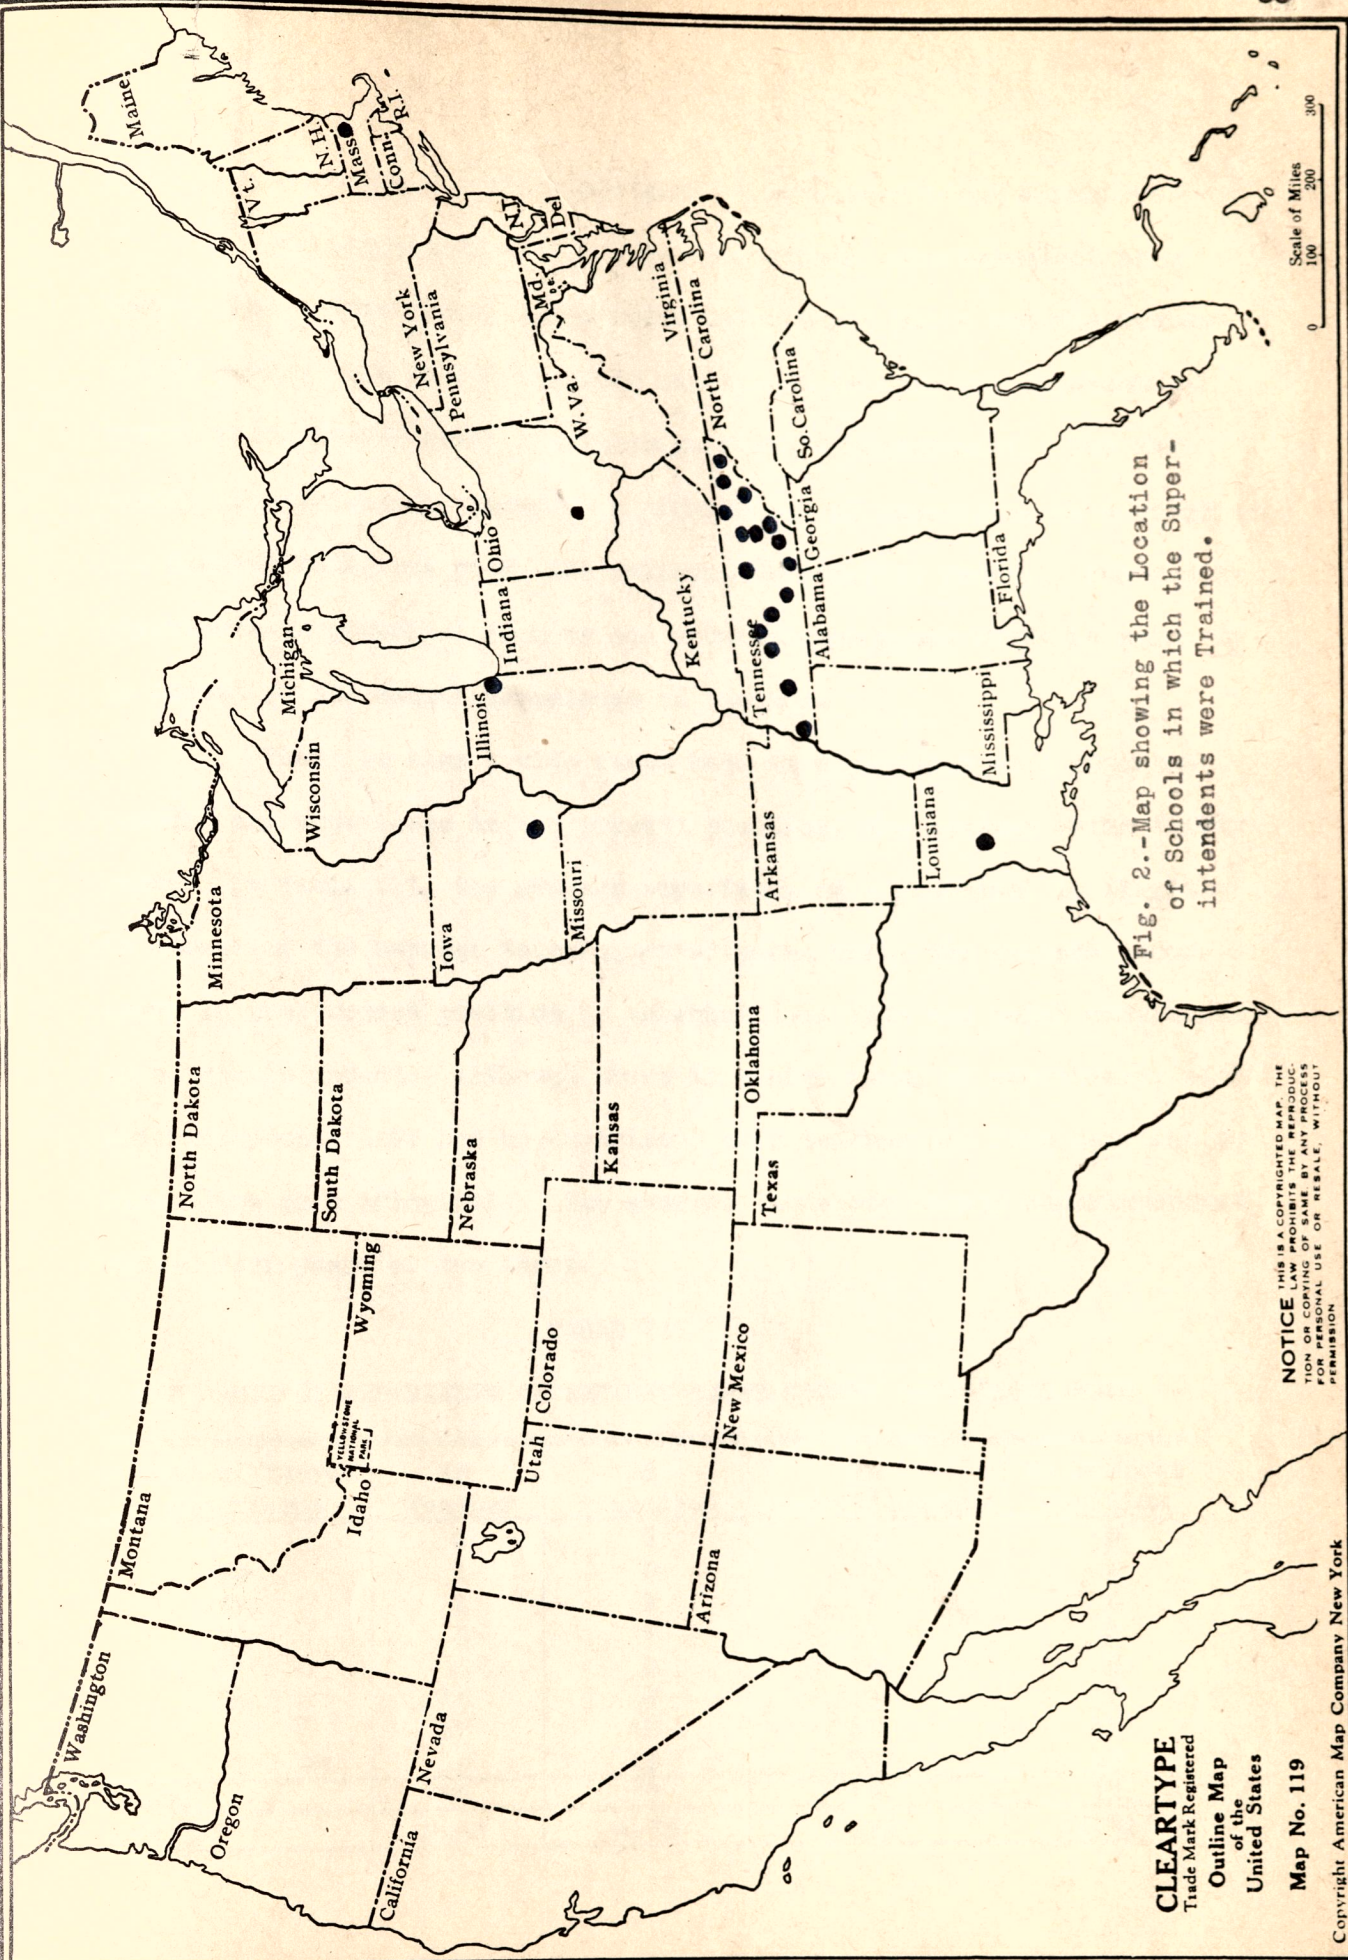 Washington
Montana
North Dakota
Minnesota
Maine
Oregon
Idaho
YELLOWSTONE
NATIONAL
PARK
Wyoming
South Dakota
Wisconsin
Michigan
Vt.
N.H.
Mass
Conn.
R.I.
New York
Pennsylvania
N.J.
Del
Md.
California
Nevada
Utah
Colorado
Nebraska
Iowa
Illinois
Indiana
Ohio
W. Va.
Virginia
Kansas
Missouri
Kentucky
North Carolina
Arizona
New Mexico
Texas
Oklahoma
Arkansas
Tennessee
So. Carolina
Georgia
Alabama
Mississippi
Louisiana
Florida
Fig. 2.-Map showing the Location
of Schools in which the Super-
intendents were Trained.
Scale of Miles
0 100 200 300
CLEARTYPE
Trade Mark Registered
Outline Map
of the
United States
Map No. 119
NOTICE THIS IS A COPYRIGHTED MAP. THE
LAW PROHIBITS THE REPRODUC-
TION OR COPYING OF SAME, BY ANY PROCESS
FOR PERSONAL USE OR RESALE, WITHOUT
PERMISSION
Copyright American Map Company New York